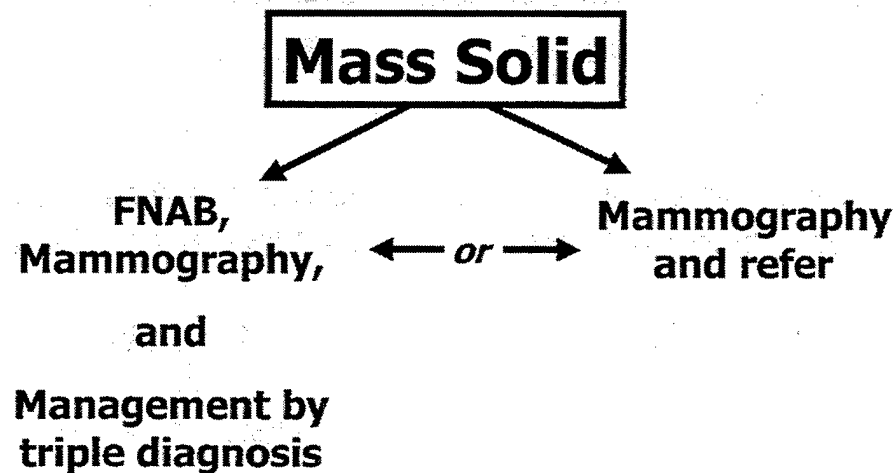 Mass Solid
FNAB,
Mammography,
and
Management by
triple diagnosis
or
Mammography
and refer